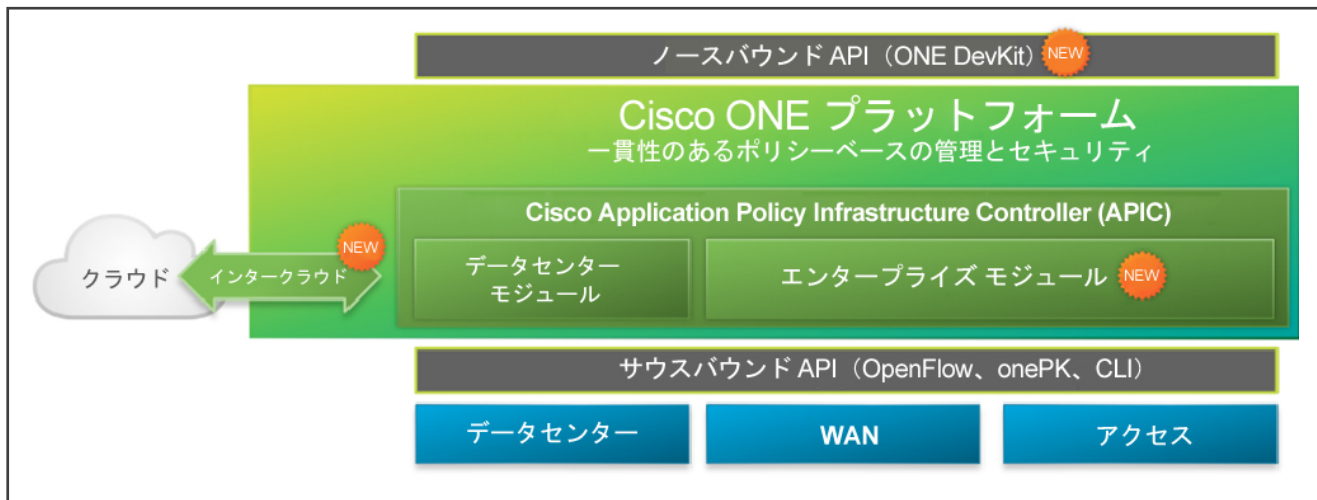 ノースバウンド API（ONE DevKit）
NEW
Cisco ONE プラットフォーム
一貫性のあるポリシーベースの管理とセキュリティ
Cisco Application Policy Infrastructure Controller (APIC)
クラウド
インタークラウド
NEW
データセンター
モジュール
エンタープライズ モジュール
NEW
サウスバウンド API（OpenFlow、onePK、CLI）
データセンター
WAN
アクセス